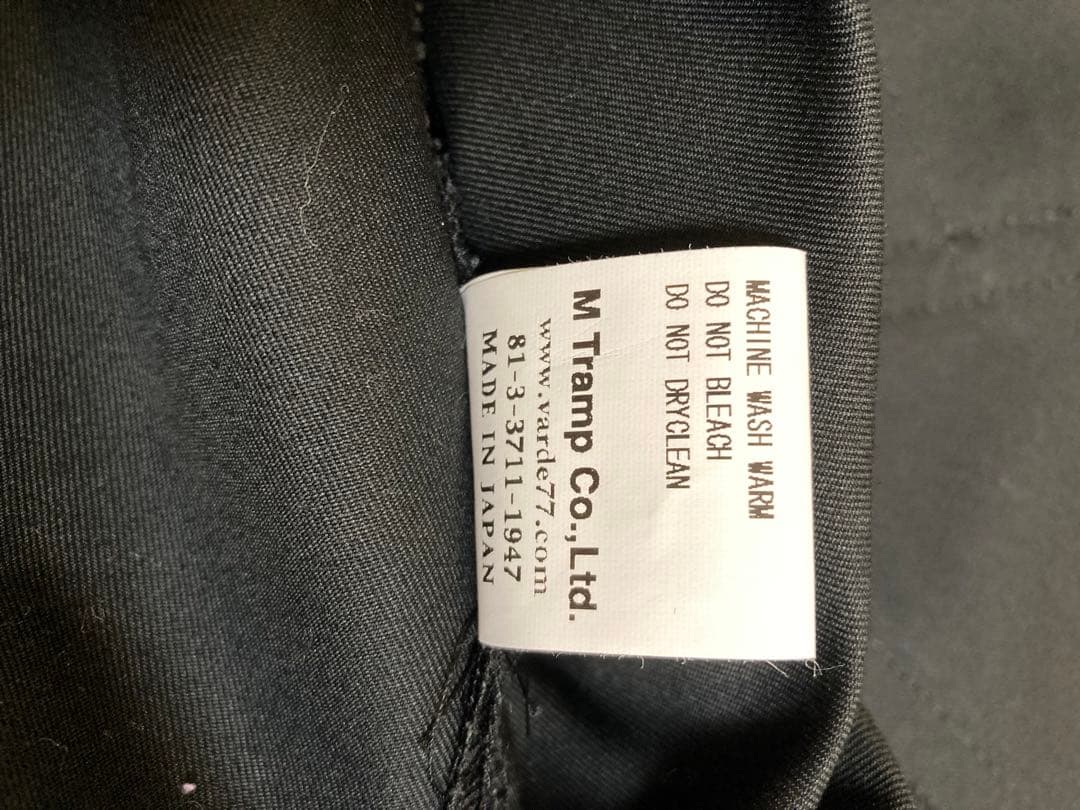 MACHINE WASH WARM
DO NOT BLEACH
DO NOT DRYCLEAN
M Tramp Co.,Ltd.
www.varde77.com
81-3-3711-1947
MADE IN JAPAN